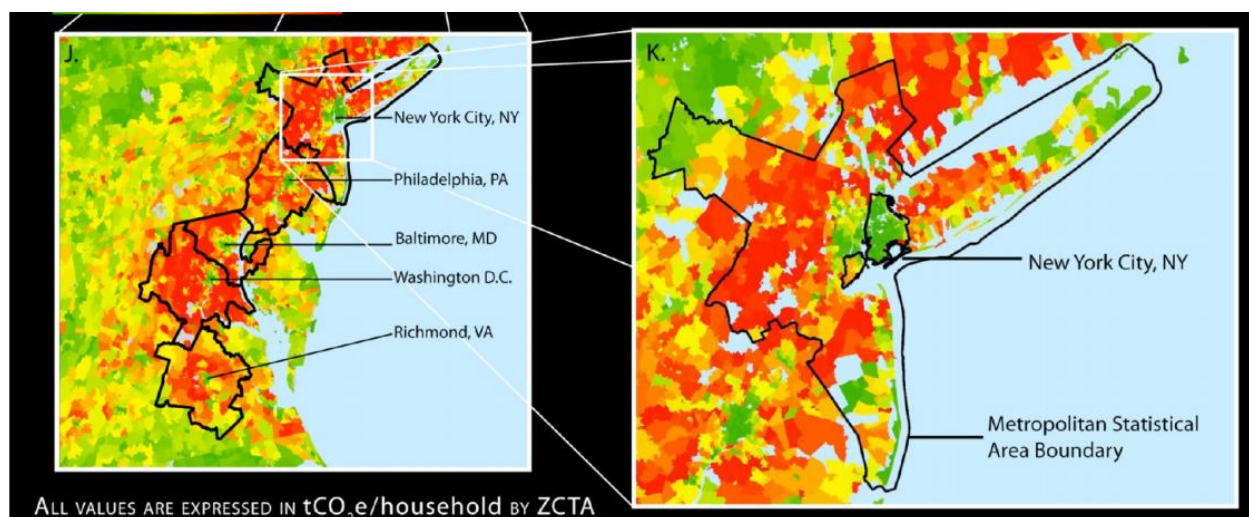 J.
New York City, NY
Philadelphia, PA
Baltimore, MD
Washington D.C.
Richmond, VA
K.
New York City, NY
Metropolitan Statistical
Area Boundary
ALL VALUES ARE EXPRESSED IN tCO₂e/household BY ZCTA